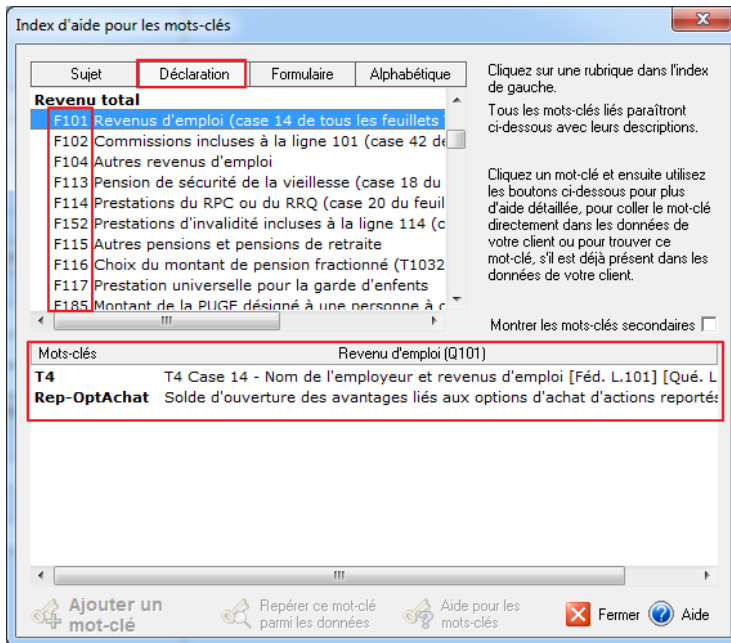 Index d'aide pour les mots-clés
Sujet Déclaration Formulaire Alphabétique
Revenu total
F101 Revenus d'emploi (case 14 de tous les feuillets
F102 Commissions incluses à la ligne 101 (case 42 de
F104 Autres revenus d'emploi
F113 Pension de sécurité de la vieillesse (case 18 du
F114 Prestations du RPC ou du RRQ (case 20 du feuil
F152 Prestations d'invalidité incluses à la ligne 114 (c
F115 Autres pensions et pensions de retraite
F116 Choix du montant de pension fractionné (T1032
F117 Prestation universelle pour la garde d'enfents
F185 Montant de la PUGE désigné à une personne à c
Cliquez sur une rubrique dans l'index
de gauche.
Tous les mots-clés liés paraîtront
ci-dessous avec leurs descriptions.
Cliquez un mot-clé et ensuite utilisez
les boutons ci-dessous pour plus
d'aide détaillée, pour coller le mot-clé
directement dans les données de
votre client ou pour trouver ce
mot-clé, s'il est déjà présent dans les
données de votre client.
Montrer les mots-clés secondaires
Mots-clés Revenu d'emploi (Q101)
T4 T4 Case 14 - Nom de l'employeur et revenus d'emploi [Féd. L.101] [Qué. L
Rep-OptAchat Solde d'ouverture des avantages liés aux options d'achat d'actions reportés
Ajouter un
mot-clé
Repérer ce mot-clé
parmi les données
Aide pour les
mots-clés
Fermer
Aide